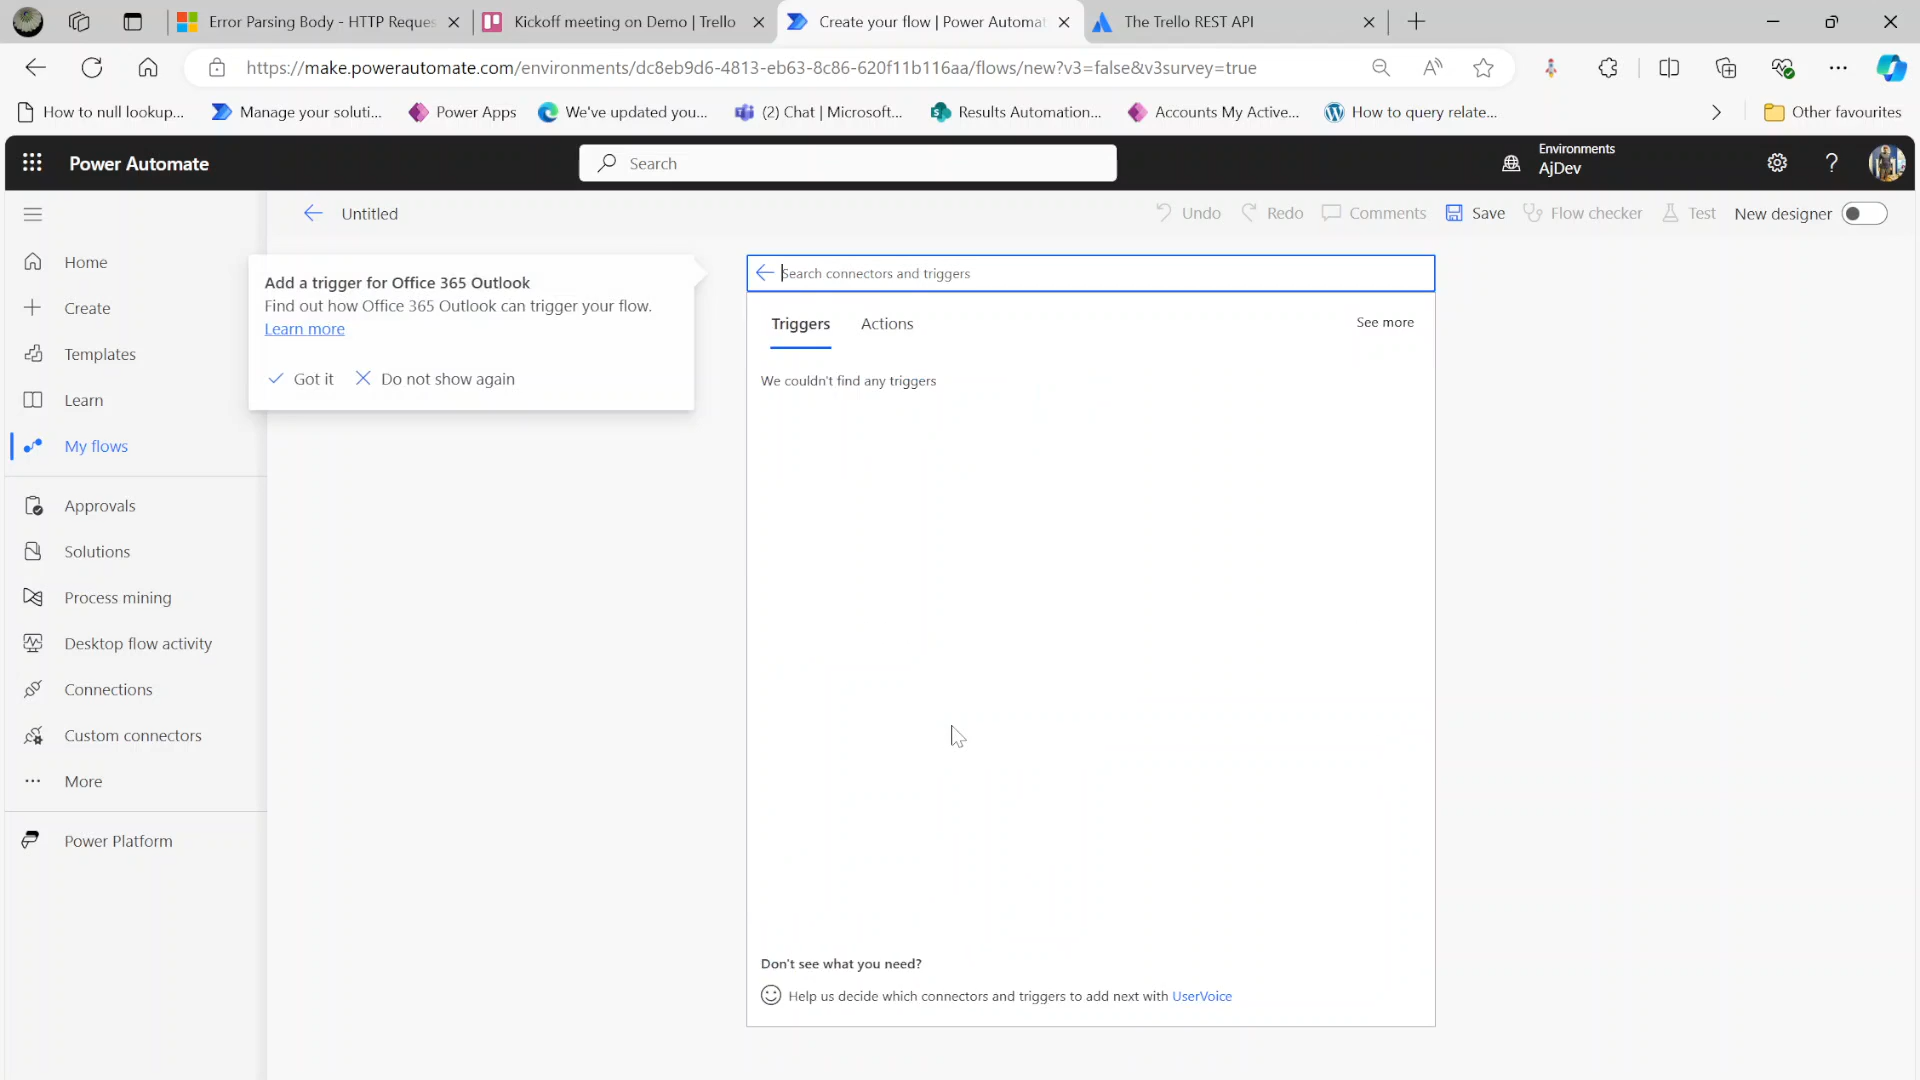 Error Parsing Body - HTTP Reques
Kickoff meeting on Demo | Trello
Create your flow | Power Automat
The Trello REST API
https://make.powerautomate.com/environments/dc8eb9d6-4813-eb63-8c86-620f11b116aa/flows/new?v3=false&v3survey=true
How to null lookup...
Manage your soluti...
Power Apps
We've updated you...
(2) Chat | Microsoft...
Results Automation...
Accounts My Active...
How to query relate...
Other favourites
Power Automate
Search
Environments
AjDev
Untitled
Undo
Redo
Comments
Save
Flow checker
Test
New designer
Home
Create
Templates
Learn
My flows
Approvals
Solutions
Process mining
Desktop flow activity
Connections
Custom connectors
More
Power Platform
Add a trigger for Office 365 Outlook
Find out how Office 365 Outlook can trigger your flow.
Learn more
Got it
Do not show again
Search connectors and triggers
Triggers
Actions
See more
We couldn't find any triggers
Don't see what you need?
Help us decide which connectors and triggers to add next with UserVoice